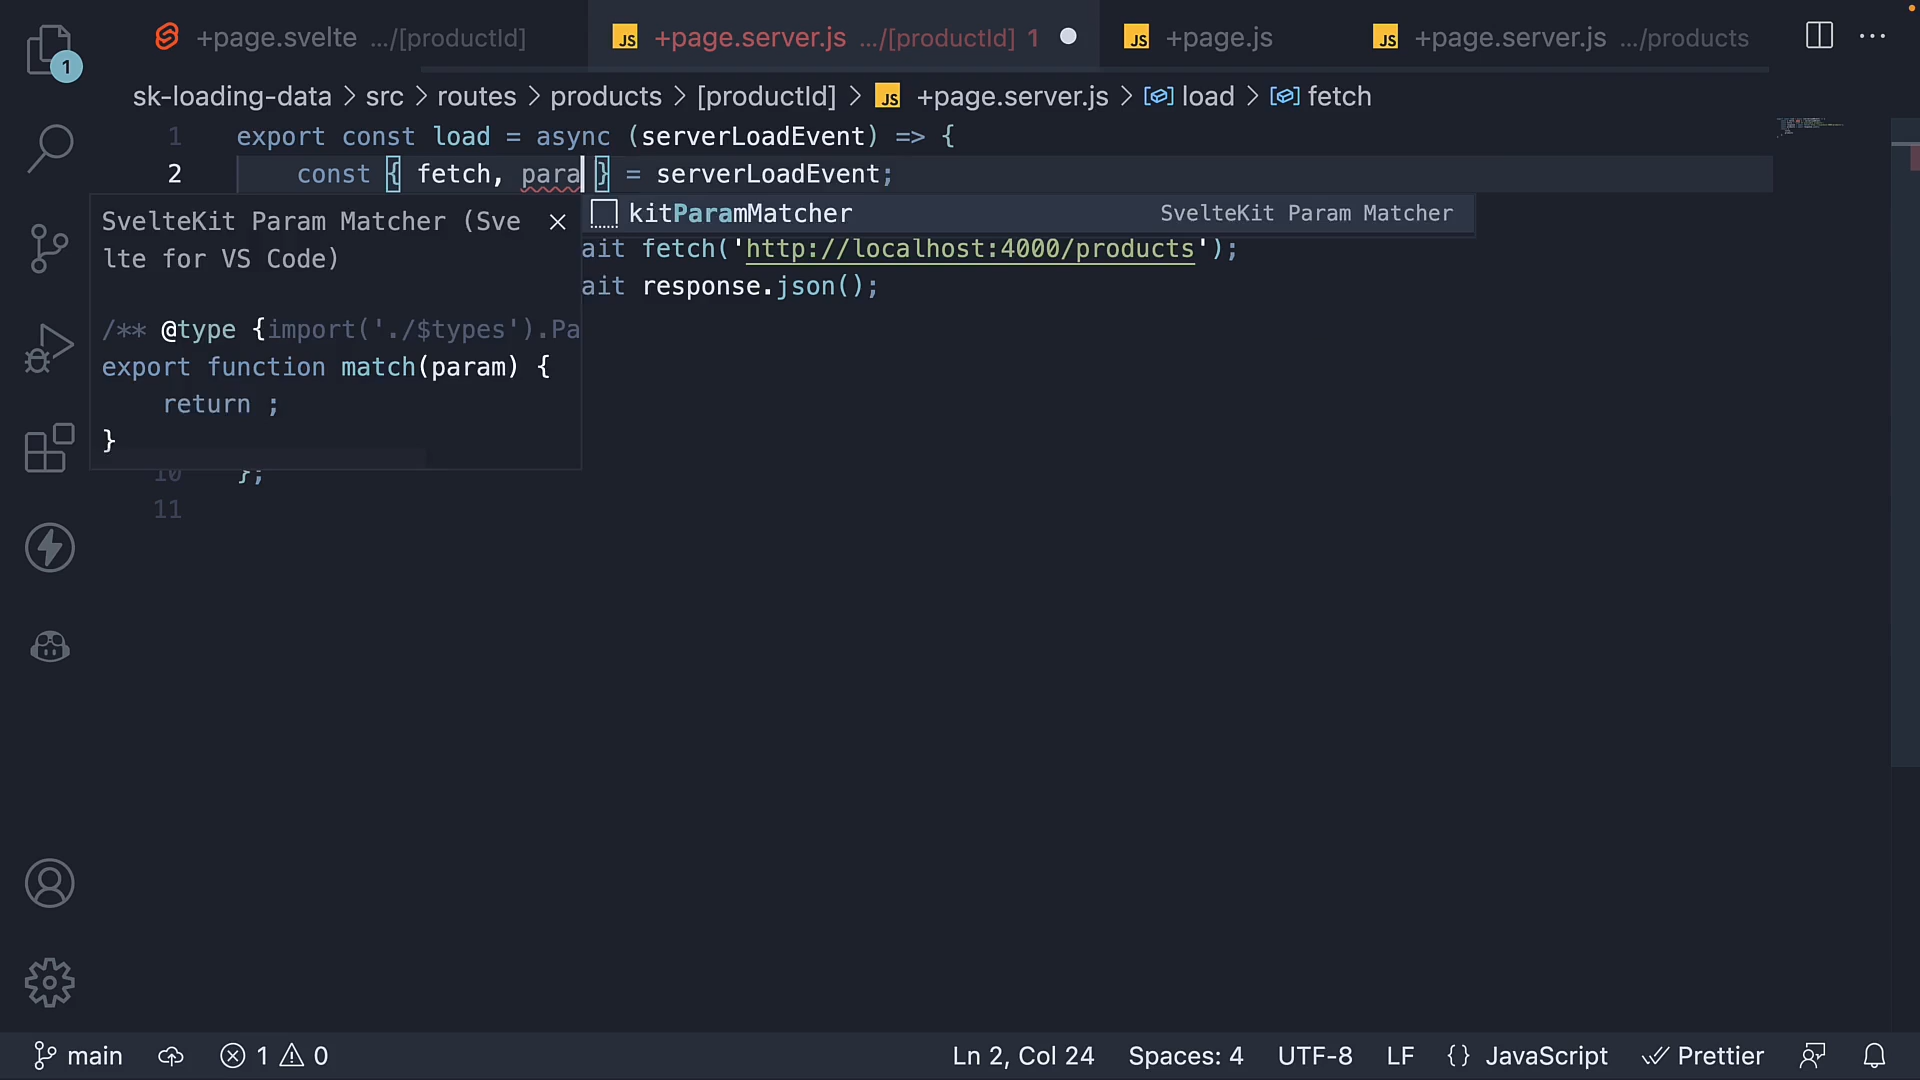 +page.svelte .../[productId]
+page.server.js .../[productId] 1
+page.js
+page.server.js .../products
1
sk-loading-data > src > routes > products > [productId] > +page.server.js > load > fetch
1 export const load = async (serverLoadEvent) => {
2 const { fetch, para } = serverLoadEvent;
kitParamMatcher SvelteKit Param Matcher
SvelteKit Param Matcher (Sve
lte for VS Code)
ait fetch('http://localhost:4000/products');
ait response.json();
/** @type {import('./$types').Pa
export function match(param) {
return ;
}
10 };
11
main 1 0 Ln 2, Col 24 Spaces: 4 UTF-8 LF {} JavaScript Prettier